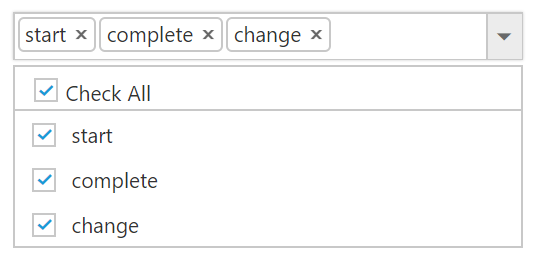 start × complete × change ×
Check All
start
complete
change